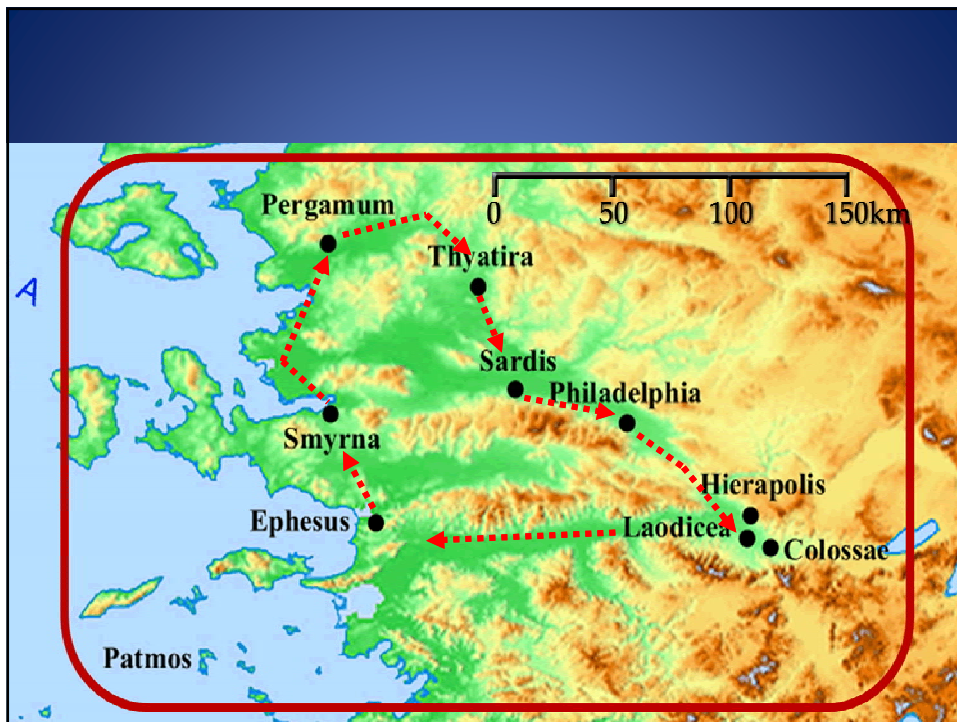 Pergamum
0 50 100 150km
Thyatira
A
Sardis
Philadelphia
Smyrna
Hierapolis
Ephesus
Laodicea
Colossae
Patmos